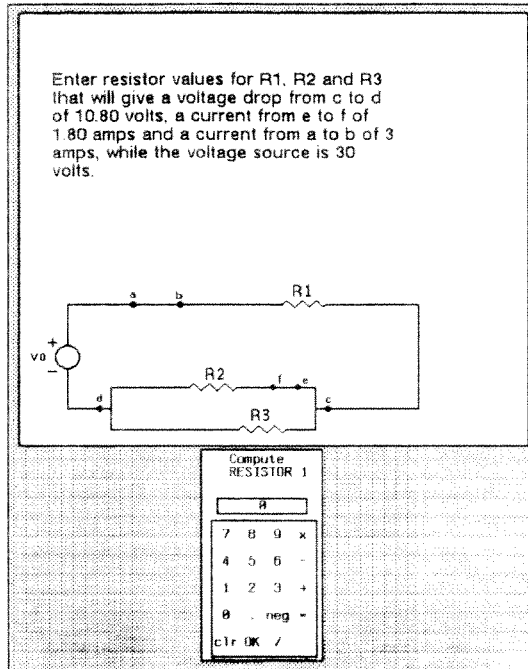 Enter resistor values for R1, R2 and R3
that will give a voltage drop from c to d
of 10.80 volts, a current from e to f of
1.80 amps and a current from a to b of 3
amps, while the voltage source is 30
volts.
a b R1
+
v0
−
R2 f e
d c
R3
Compute
RESISTOR 1
0
7 8 9 x
4 5 6 -
1 2 3 +
0 . neg =
clr OK /